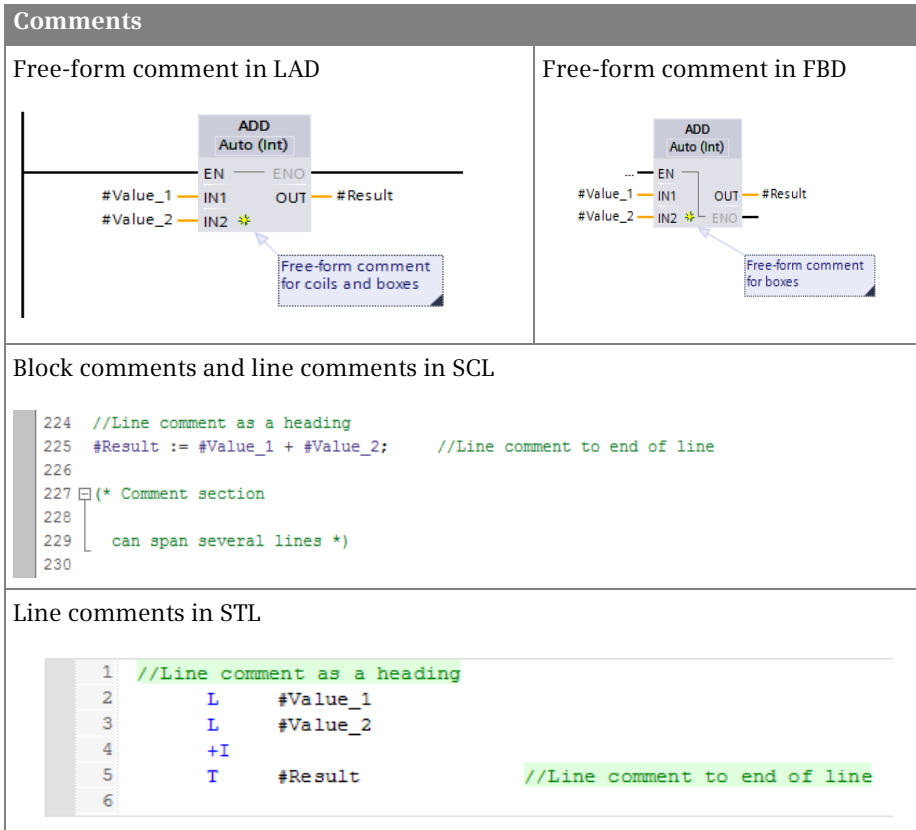 Comments
Free-form comment in LAD
ADD
Auto (Int)
EN ENO
#Value_1 IN1 OUT #Result
#Value_2 IN2
Free-form comment
for coils and boxes
Free-form comment in FBD
ADD
Auto (Int)
... EN
#Value_1 IN1 OUT #Result
#Value_2 IN2 ENO
Free-form comment
for boxes
Block comments and line comments in SCL
224 //Line comment as a heading
225 #Result := #Value_1 + #Value_2; //Line comment to end of line
226
227 (* Comment section
228
229 can span several lines *)
230
Line comments in STL
1 //Line comment as a heading
2 L #Value_1
3 L #Value_2
4 +I
5 T #Result //Line comment to end of line
6